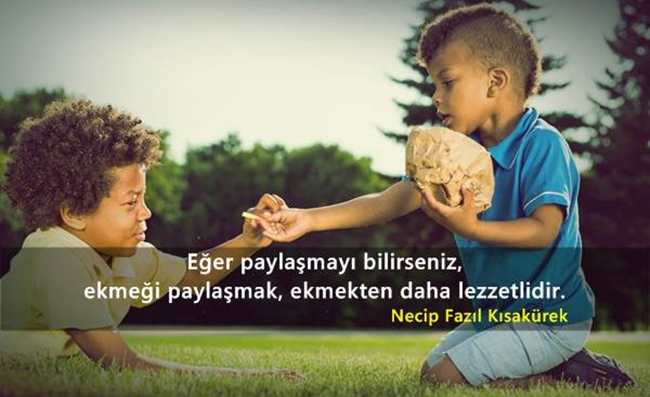 Eğer paylaşmayı bilirseniz,
ekmeği paylaşmak, ekmekten daha lezzetlidir.
Necip Fazıl Kısakürek